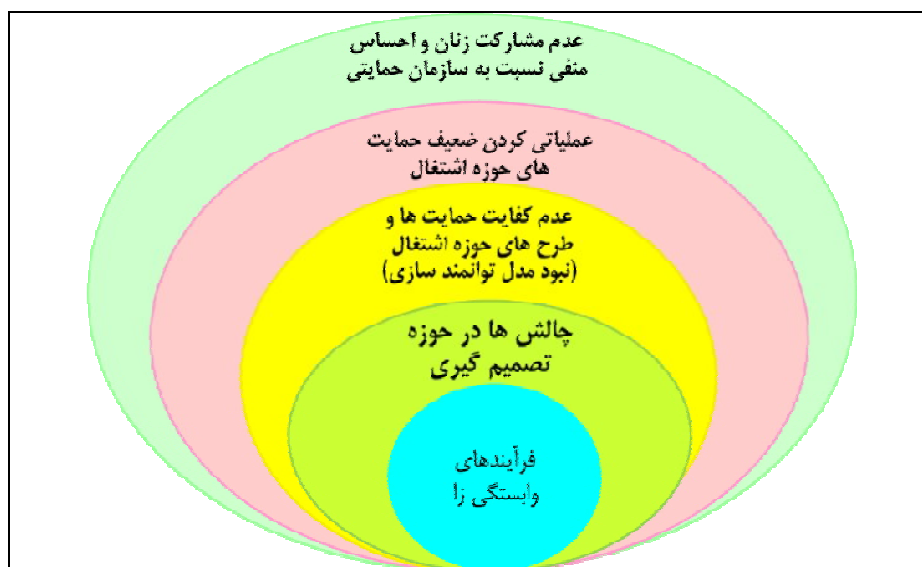 عدم مشارکت زنان و احساس
منفی نسبت به سازمان حمایتی
عملیاتی کردن ضعیف حمایت
های حوزه اشتغال
عدم کفایت حمایت ها و
طرح های حوزه اشتغال
(نبود مدل توانمند سازی)
چالش ها در حوزه
تصمیم گیری
فرآیندهای
وابستگی زا